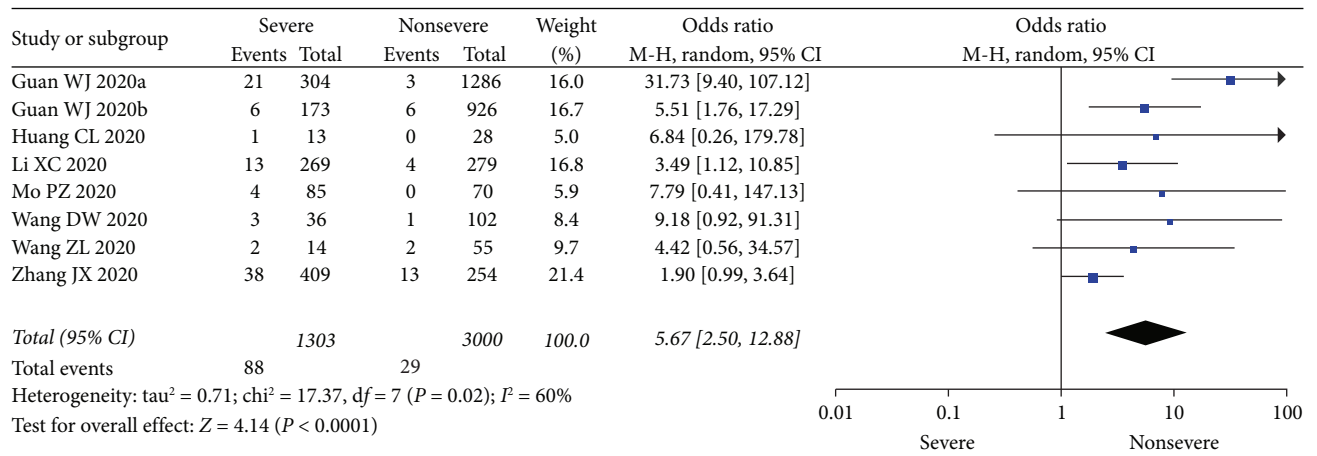 Study or subgroup Severe Nonsevere Weight Odds ratio Odds ratio
Events Total Events Total (%) M-H, random, 95% CI M-H, random, 95% CI
Guan WJ 2020a 21 304 3 1286 16.0 31.73 [9.40, 107.12]
Guan WJ 2020b 6 173 6 926 16.7 5.51 [1.76, 17.29]
Huang CL 2020 1 13 0 28 5.0 6.84 [0.26, 179.78]
Li XC 2020 13 269 4 279 16.8 3.49 [1.12, 10.85]
Mo PZ 2020 4 85 0 70 5.9 7.79 [0.41, 147.13]
Wang DW 2020 3 36 1 102 8.4 9.18 [0.92, 91.31]
Wang ZL 2020 2 14 2 55 9.7 4.42 [0.56, 34.57]
Zhang JX 2020 38 409 13 254 21.4 1.90 [0.99, 3.64]
Total (95% CI) 1303 3000 100.0 5.67 [2.50, 12.88]
Total events 88 29
Heterogeneity: tau² = 0.71; chi² = 17.37, df = 7 (P = 0.02); I² = 60%
Test for overall effect: Z = 4.14 (P < 0.0001)
0.01 0.1 1 10 100
Severe Nonsevere